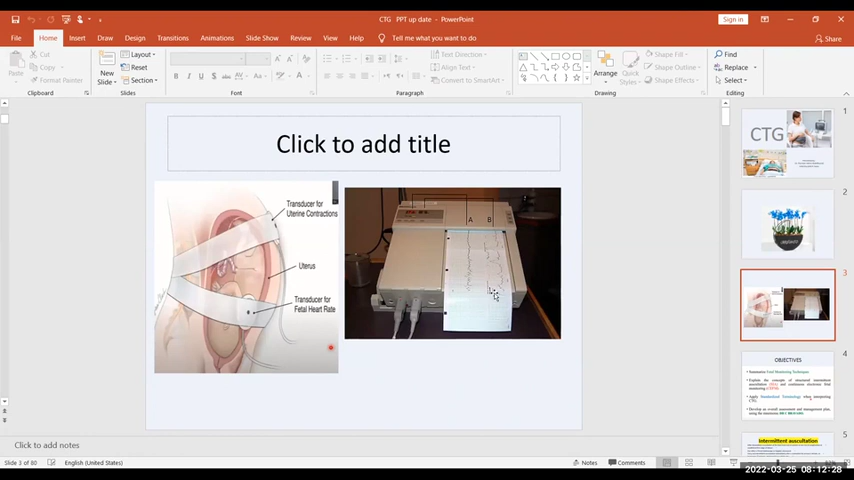 CTG PPT up date - PowerPoint
Sign in
File Home Insert Draw Design Transitions Animations Slide Show Review View Help Tell me what you want to do
Share
Paste
Cut
Copy
Format Painter
Clipboard
New
Slide
Layout
Reset
Section
Slides
Font
Text Direction
Align Text
Convert to SmartArt
Paragraph
Arrange
Quick
Styles
Shape Fill
Shape Outline
Shape Effects
Drawing
Find
Replace
Select
Editing
Click to add title
Transducer for
Uterine Contractions
Uterus
Transducer for
Fetal Heart Rate
A B
1
CTG
2
3
4
OBJECTIVES
5
Intermittent auscultation
Click to add notes
Slide 3 of 80
English (United States)
Notes
Comments
2022-03-25 08:12:28